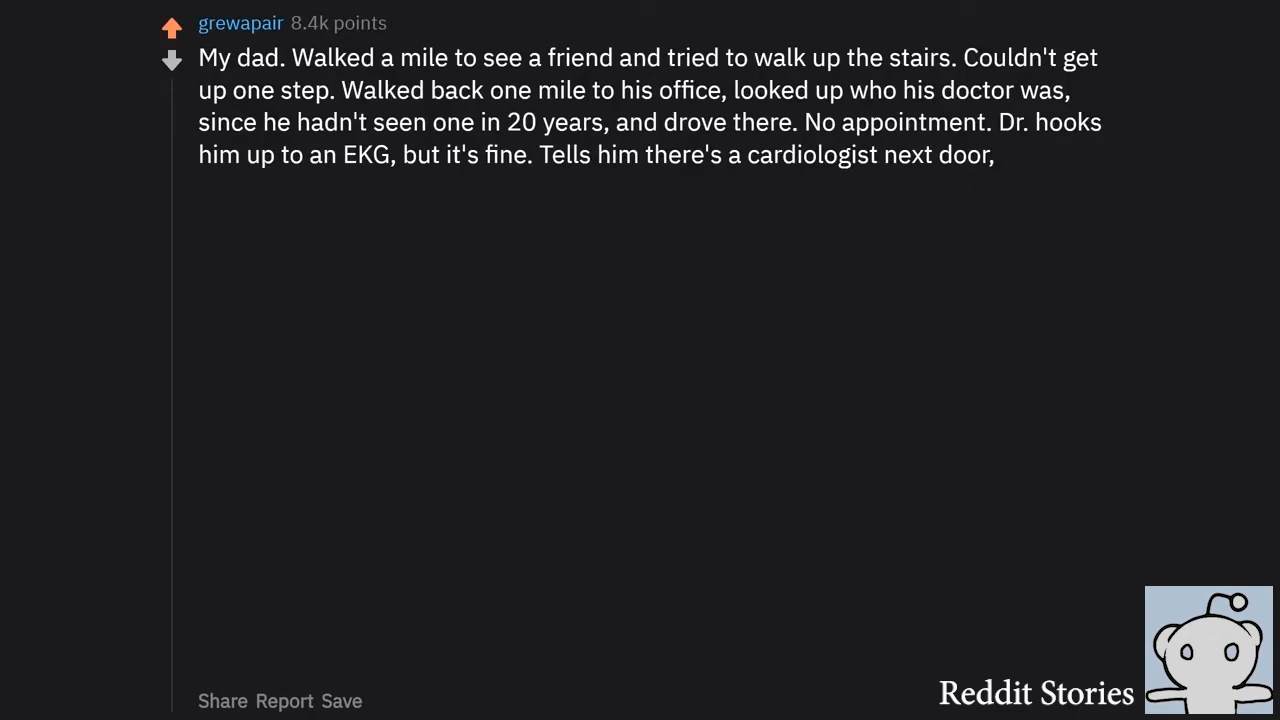 grewapair 8.4k points
My dad. Walked a mile to see a friend and tried to walk up the stairs. Couldn't get
up one step. Walked back one mile to his office, looked up who his doctor was,
since he hadn't seen one in 20 years, and drove there. No appointment. Dr. hooks
him up to an EKG, but it's fine. Tells him there's a cardiologist next door,
Share Report Save
Reddit Stories